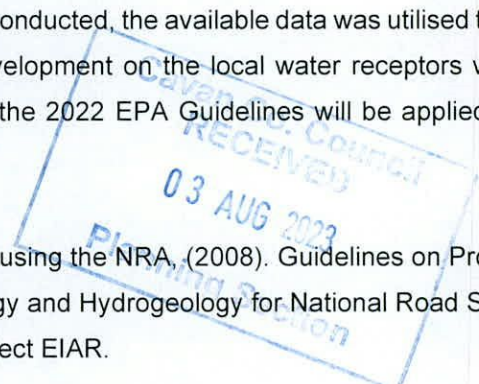 onducted, the available data was utilised t
velopment on the local water receptors v
the 2022 EPA Guidelines will be applied
Cavan Co. Council
RECEIVED
03 AUG 2023
Planning Section
using the NRA, (2008). Guidelines on Pro
gy and Hydrogeology for National Road S
ect EIAR.